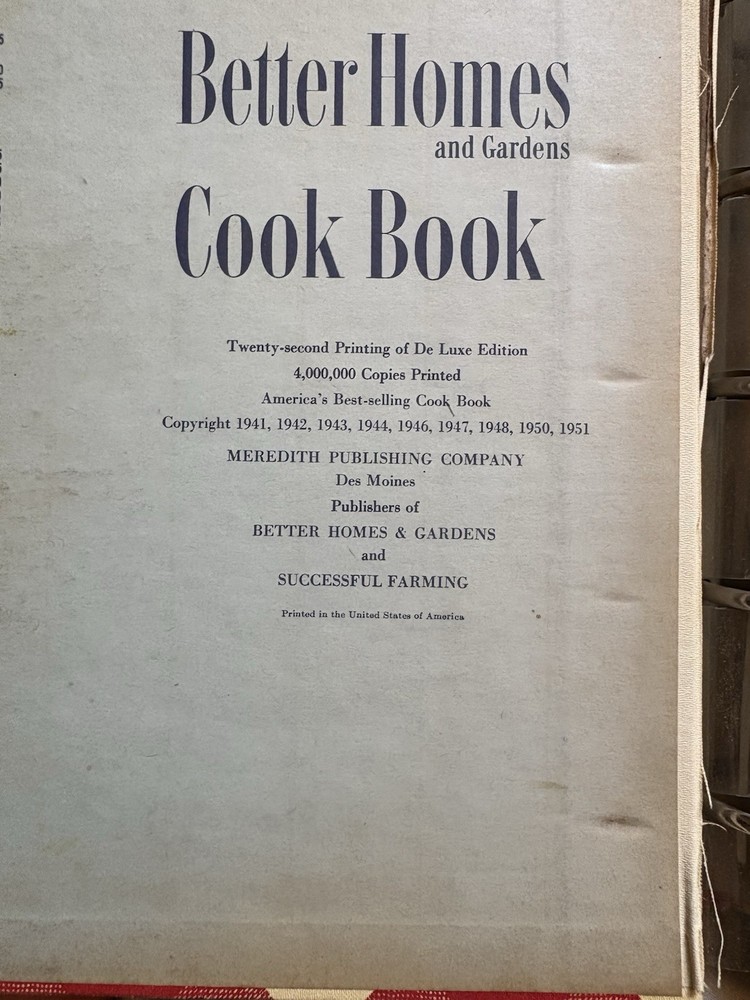 Better Homes
and Gardens
Cook Book
Twenty-second Printing of De Luxe Edition
4,000,000 Copies Printed
America's Best-selling Cook Book
Copyright 1941, 1942, 1943, 1944, 1946, 1947, 1948, 1950, 1951
MEREDITH PUBLISHING COMPANY
Des Moines
Publishers of
BETTER HOMES & GARDENS
and
SUCCESSFUL FARMING
Printed in the United States of America